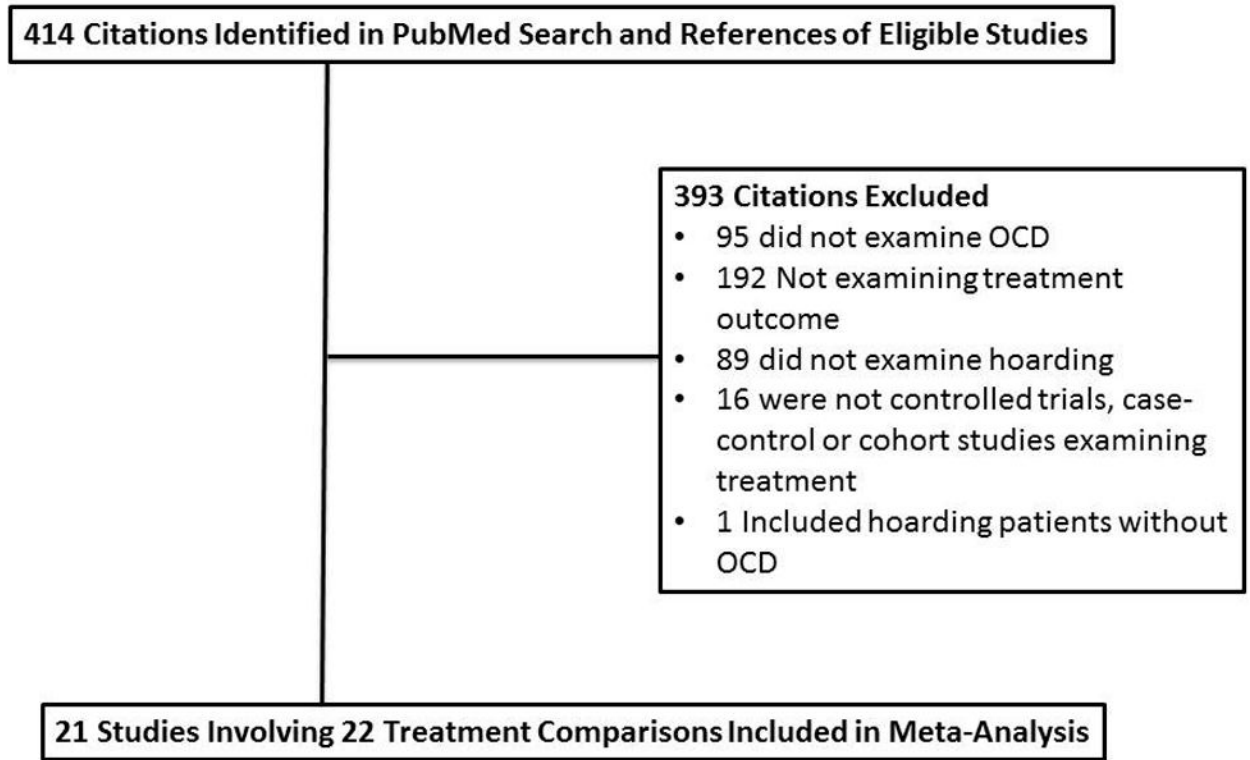 414 Citations Identified in PubMed Search and References of Eligible Studies
393 Citations Excluded
• 95 did not examine OCD
• 192 Not examining treatment
outcome
• 89 did not examine hoarding
• 16 were not controlled trials, case-
control or cohort studies examining
treatment
• 1 Included hoarding patients without
OCD
21 Studies Involving 22 Treatment Comparisons Included in Meta-Analysis